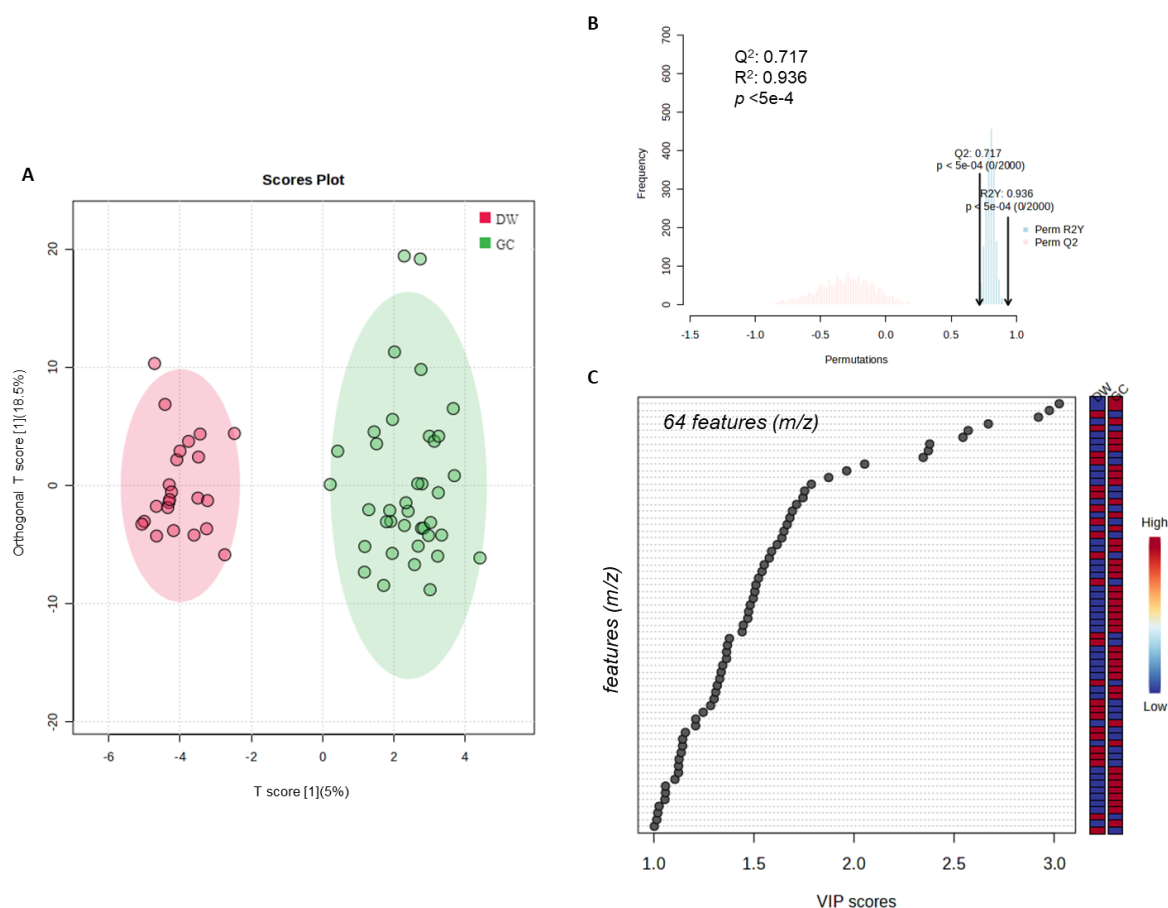 A
Scores Plot
DW
GC
Orthogonal T score [1](18.5%)
20
10
0
-10
-20
-6
-4
-2
0
2
4
T score [1](5%)
B
Q²: 0.717
R²: 0.936
p <5e-4
Frequency
700
600
500
400
300
200
100
0
Q2: 0.717
p < 5e-04 (0/2000)
R2Y: 0.936
p < 5e-04 (0/2000)
Perm R2Y
Perm Q2
-1.5
-1.0
-0.5
0.0
0.5
1.0
Permutations
C
64 features (m/z)
features (m/z)
DW
GC
High
Low
1.0
1.5
2.0
2.5
3.0
VIP scores